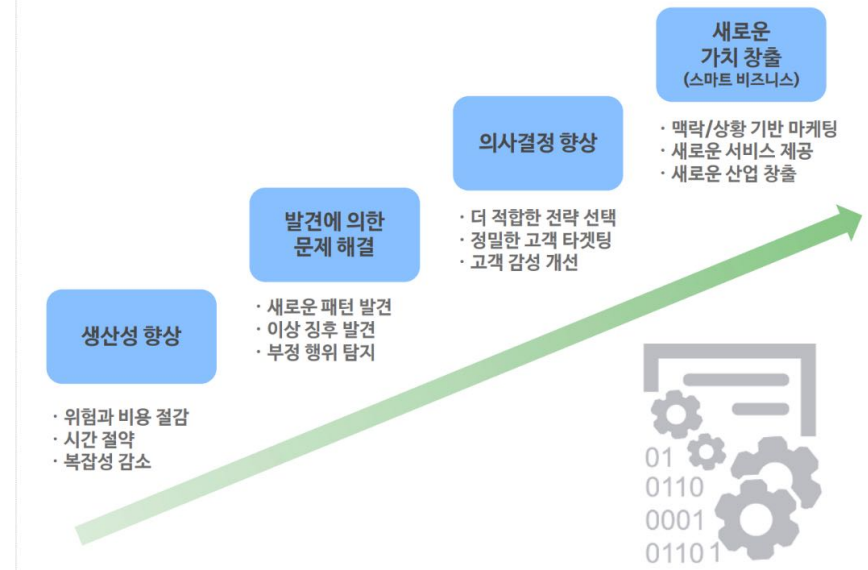 새로운
가치 창출
(스마트 비즈니스)
· 맥락/상황 기반 마케팅
· 새로운 서비스 제공
· 새로운 산업 창출
의사결정 향상
· 더 적합한 전략 선택
· 정밀한 고객 타겟팅
· 고객 감성 개선
발견에 의한
문제 해결
· 새로운 패턴 발견
· 이상 징후 발견
· 부정 행위 탐지
생산성 향상
· 위험과 비용 절감
· 시간 절약
· 복잡성 감소
01
0110
0001
01101